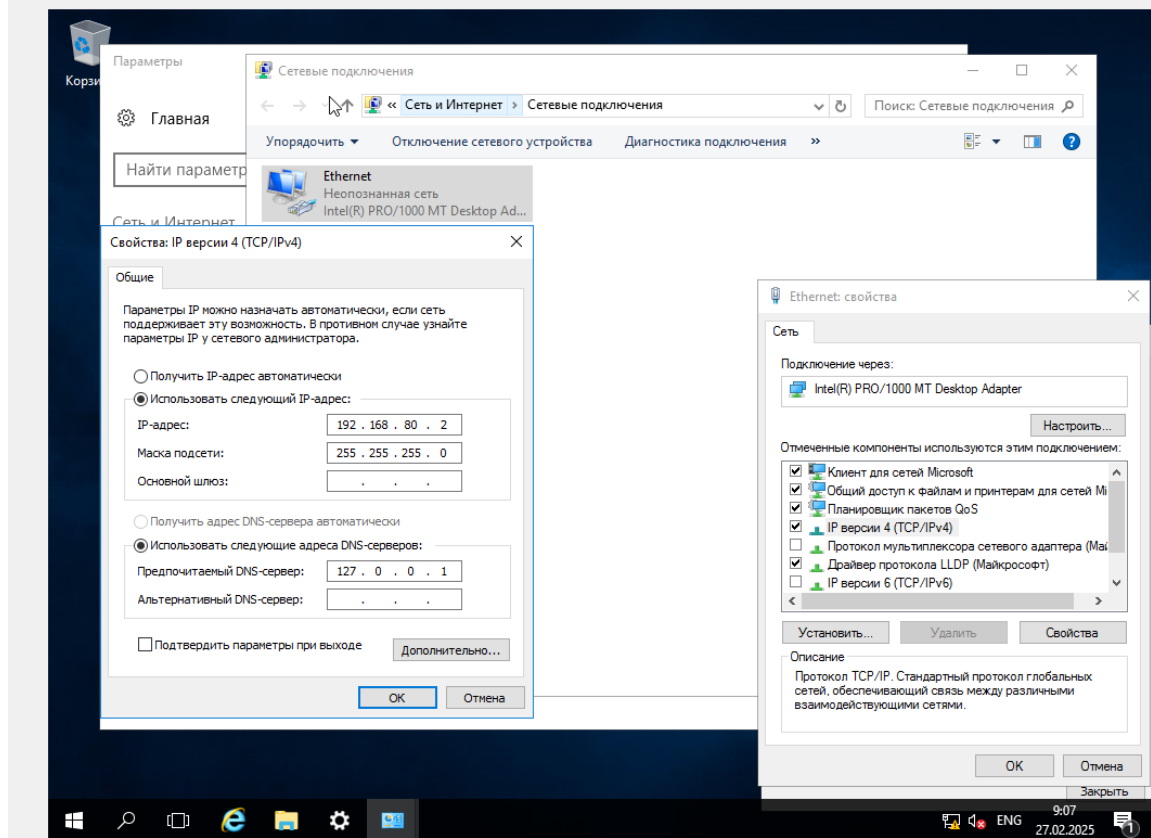 Корзи
Параметры
Главная
Найти параметр
Сеть и Интернет
Сетевые подключения
« Сеть и Интернет > Сетевые подключения
Поиск: Сетевые подключения
Упорядочить
Отключение сетевого устройства
Диагностика подключения
»
Ethernet
Неопознанная сеть
Intel(R) PRO/1000 MT Desktop Ad...
Свойства: IP версии 4 (TCP/IPv4)
Общие
Параметры IP можно назначать автоматически, если сеть
поддерживает эту возможность. В противном случае узнайте
параметры IP у сетевого администратора.
Получить IP-адрес автоматически
Использовать следующий IP-адрес:
IP-адрес: 192 . 168 . 80 . 2
Маска подсети: 255 . 255 . 255 . 0
Основной шлюз: . . .
Получить адрес DNS-сервера автоматически
Использовать следующие адреса DNS-серверов:
Предпочитаемый DNS-сервер: 127 . 0 . 0 . 1
Альтернативный DNS-сервер: . . .
Подтвердить параметры при выходе
Дополнительно...
OK
Отмена
Ethernet: свойства
Сеть
Подключение через:
Intel(R) PRO/1000 MT Desktop Adapter
Настроить...
Отмеченные компоненты используются этим подключением:
Клиент для сетей Microsoft
Общий доступ к файлам и принтерам для сетей Mi
Планировщик пакетов QoS
IP версии 4 (TCP/IPv4)
Протокол мультиплексора сетевого адаптера (Май
Драйвер протокола LLDP (Майкрософт)
IP версии 6 (TCP/IPv6)
Установить...
Удалить
Свойства
Описание
Протокол TCP/IP. Стандартный протокол глобальных
сетей, обеспечивающий связь между различными
взаимодействующими сетями.
OK
Отмена
Закрыть
ENG
9:07
27.02.2025
1